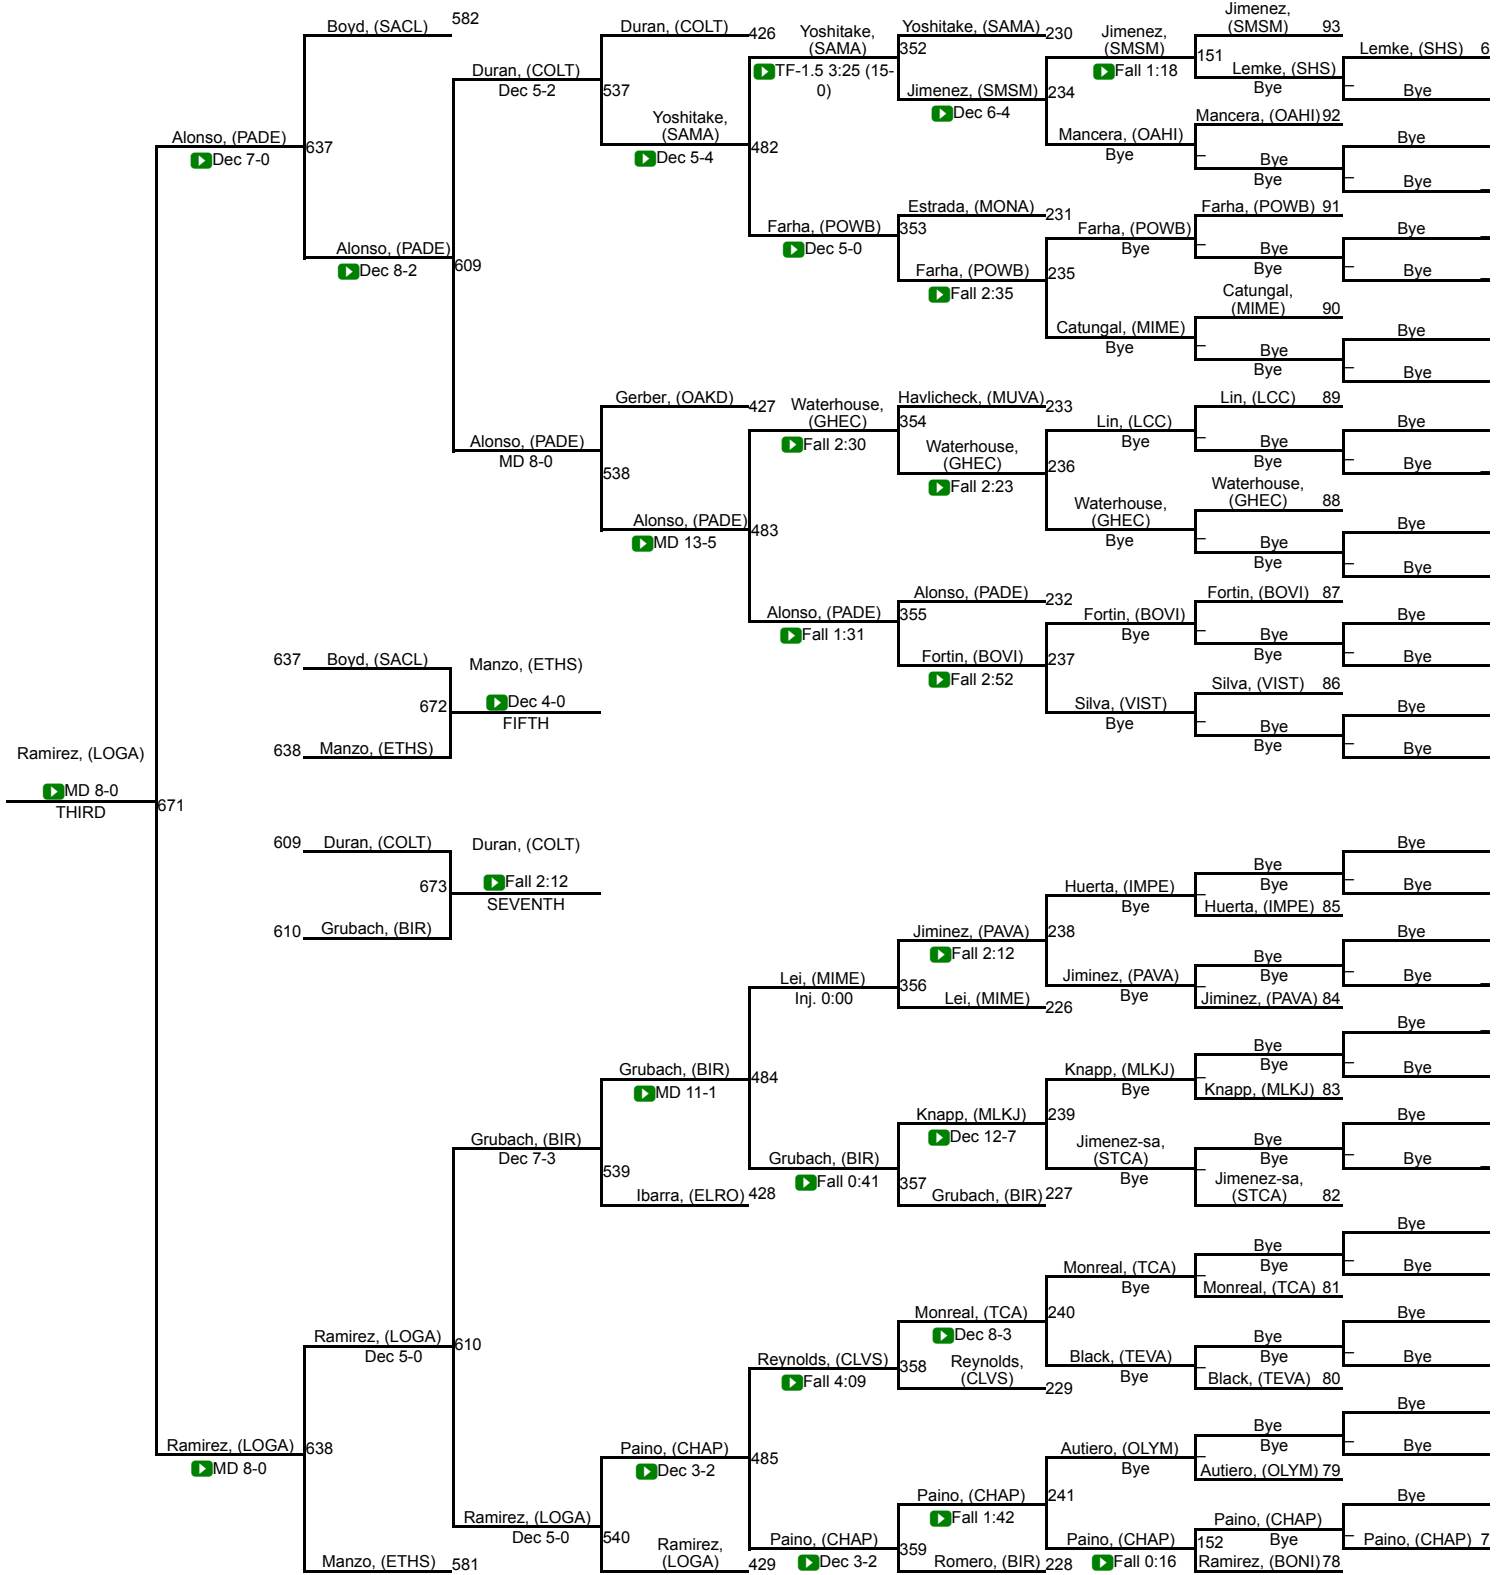 Boyd, (SACL) 582
Duran, (COLT) 426
Yoshitake,
(SAMA)
TF-1.5 3:25 (15-
0)
Yoshitake, (SAMA) 230
352
Jimenez, (SMSM)
Dec 6-4
Jimenez,
(SMSM)
Fall 1:18
234
Jimenez,
(SMSM) 93
151
Lemke, (SHS)
Bye
Lemke, (SHS) 6
Bye
Duran, (COLT)
Dec 5-2
537
Yoshitake,
(SAMA)
Dec 5-4
482
Mancera, (OAHI)
Bye
Mancera, (OAHI) 92
Bye
Bye
Bye
Bye
Alonso, (PADE)
Dec 7-0
637
Farha, (POWB)
Dec 5-0
Estrada, (MONA) 231
353
Farha, (POWB)
Fall 2:35
Farha, (POWB)
Bye
235
Farha, (POWB) 91
Bye
Bye
Bye
Bye
Alonso, (PADE)
Dec 8-2
609
Catungal, (MIME)
Bye
Catungal,
(MIME) 90
Bye
Bye
Bye
Bye
Gerber, (OAKD) 427
Waterhouse,
(GHEC)
Fall 2:30
Havlicheck, (MUVA) 233
354
Waterhouse,
(GHEC)
Fall 2:23
Lin, (LCC)
Bye
236
Lin, (LCC) 89
Bye
Bye
Bye
Bye
Alonso, (PADE)
MD 8-0
538
Alonso, (PADE)
MD 13-5
483
Waterhouse,
(GHEC)
Bye
Waterhouse,
(GHEC) 88
Bye
Bye
Bye
Bye
Alonso, (PADE)
Fall 1:31
Alonso, (PADE) 232
355
Fortin, (BOVI)
Fall 2:52
Fortin, (BOVI)
Bye
237
Fortin, (BOVI) 87
Bye
Bye
Bye
Bye
Silva, (VIST)
Bye
Silva, (VIST) 86
Bye
Bye
Bye
Bye
637 Boyd, (SACL)
Manzo, (ETHS)
672
Dec 4-0
FIFTH
638 Manzo, (ETHS)
Ramirez, (LOGA)
MD 8-0
THIRD
671
609 Duran, (COLT)
Duran, (COLT)
673
Fall 2:12
SEVENTH
610 Grubach, (BIR)
Huerta, (IMPE)
Bye
Bye
Bye
Huerta, (IMPE) 85
Bye
Bye
Jiminez, (PAVA)
Fall 2:12
238
Lei, (MIME)
Inj. 0:00
356
Lei, (MIME) 226
Jiminez, (PAVA)
Bye
Bye
Bye
Jiminez, (PAVA) 84
Bye
Bye
Grubach, (BIR)
MD 11-1
484
Knapp, (MLKJ)
Bye
Bye
Bye
Knapp, (MLKJ) 83
Bye
Bye
Knapp, (MLKJ)
Dec 12-7
239
Grubach, (BIR)
Dec 7-3
539
Ibarra, (ELRO) 428
Grubach, (BIR)
Fall 0:41
357
Grubach, (BIR) 227
Jimenez-sa,
(STCA)
Bye
Bye
Bye
Jimenez-sa,
(STCA) 82
Bye
Bye
Monreal, (TCA)
Bye
Bye
Bye
Monreal, (TCA) 81
Bye
Bye
Monreal, (TCA)
Dec 8-3
240
Ramirez, (LOGA)
Dec 5-0
610
Reynolds, (CLVS)
Fall 4:09
358
Reynolds,
(CLVS)
229
Black, (TEVA)
Bye
Bye
Bye
Black, (TEVA) 80
Bye
Bye
Ramirez, (LOGA)
MD 8-0
638
Paino, (CHAP)
Dec 3-2
485
Autiero, (OLYM)
Bye
Bye
Bye
Autiero, (OLYM) 79
Bye
Bye
Paino, (CHAP)
Fall 1:42
241
Ramirez, (LOGA)
Dec 5-0
540
Ramirez,
(LOGA) 429
Paino, (CHAP)
Dec 3-2
359
Romero, (BIR) 228
Paino, (CHAP)
Fall 0:16
Paino, (CHAP)
152 Bye
Ramirez, (BONI) 78
Bye
Paino, (CHAP) 7
Manzo, (ETHS) 581